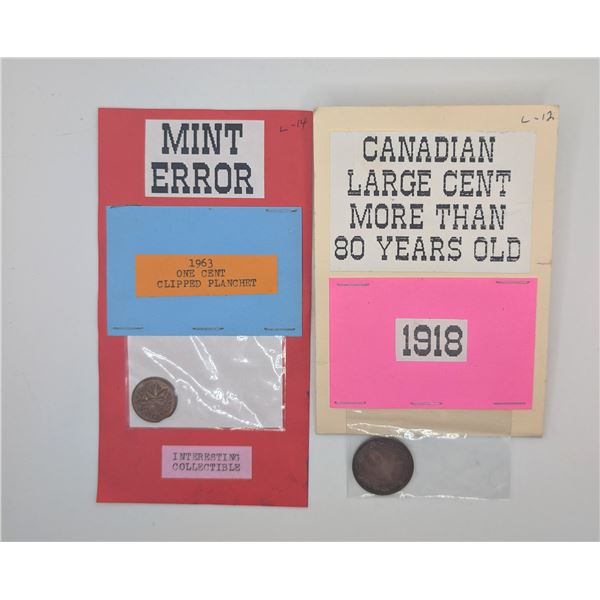 L-14
MINT
ERROR
1963
ONE CENT
CLIPPED PLANCHET
INTERESTING
COLLECTIBLE
L-12
CANADIAN
LARGE CENT
MORE THAN
80 YEARS OLD
1918